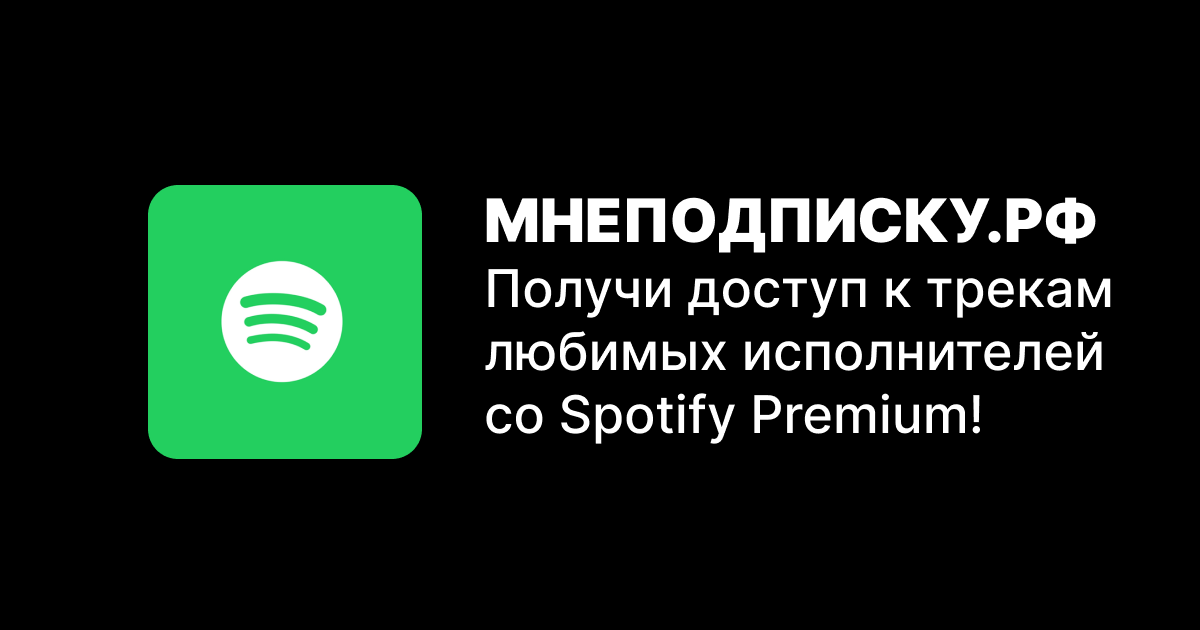 МНЕПОДПИСКУ.РФ
Получи доступ к трекам
любимых исполнителей
со Spotify Premium!